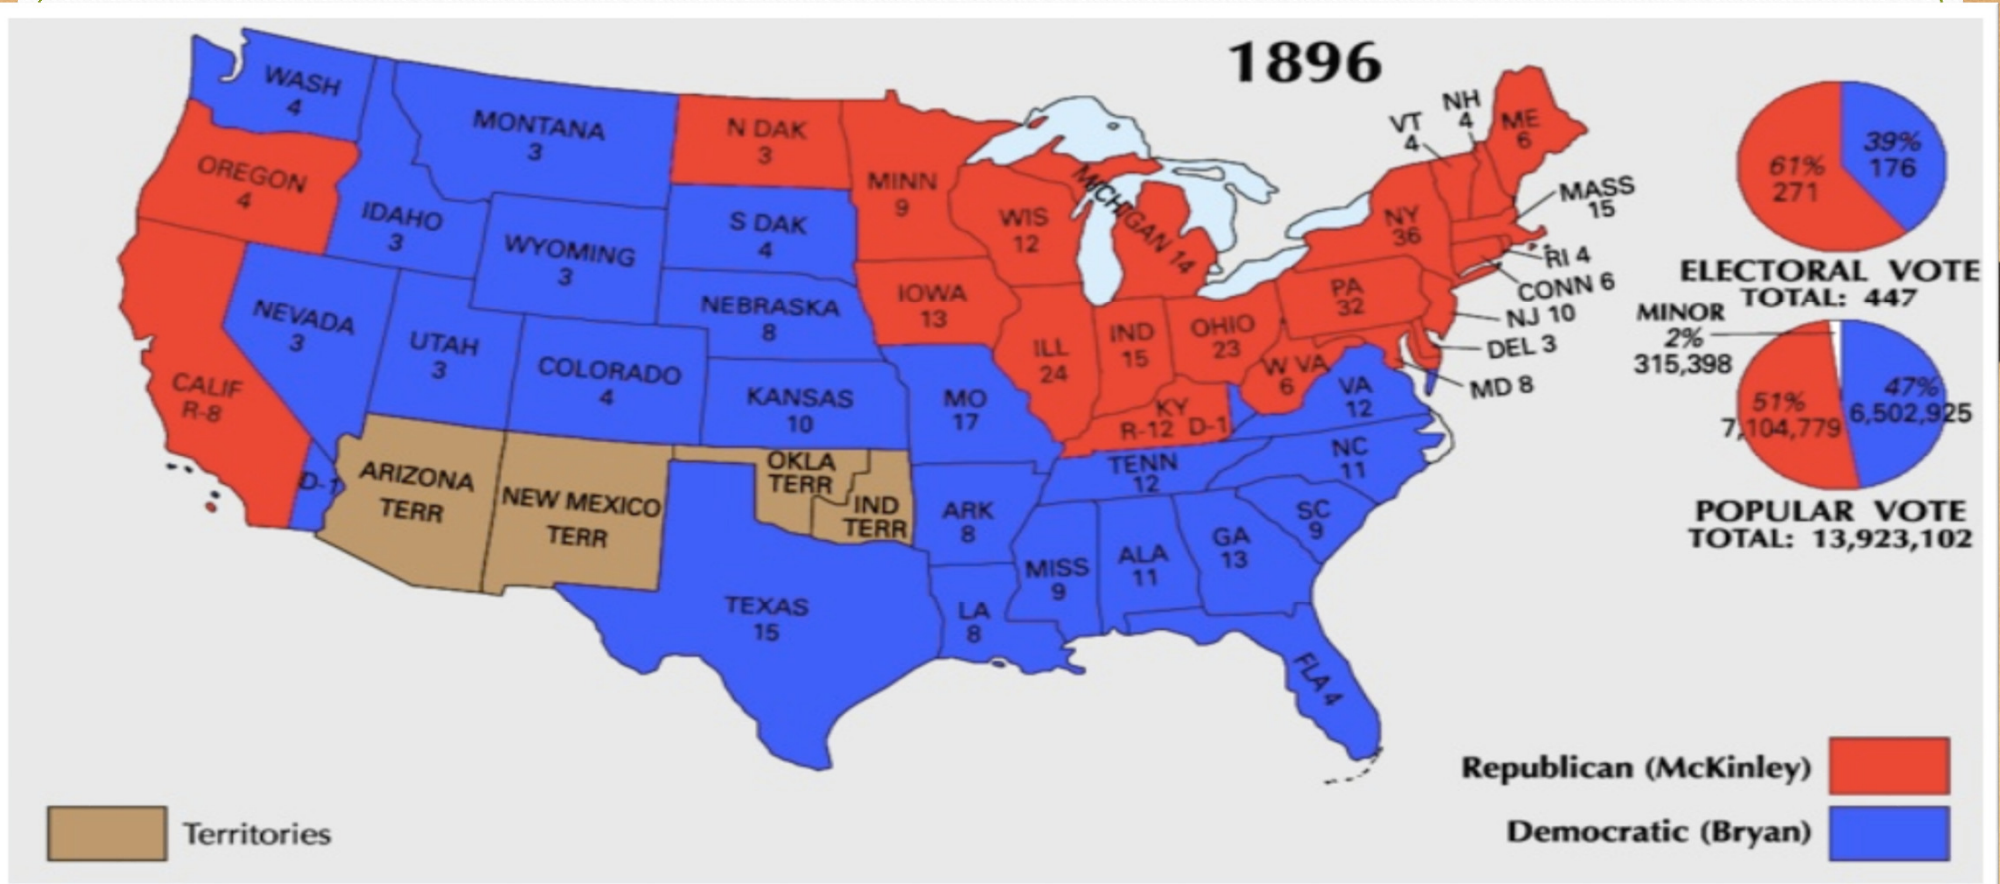 1896
WASH
4
OREGON
4
CALIF
R-8
D-1
NEVADA
3
IDAHO
3
MONTANA
3
WYOMING
3
UTAH
3
COLORADO
4
ARIZONA
TERR
NEW MEXICO
TERR
N DAK
3
S DAK
4
NEBRASKA
8
KANSAS
10
OKLA
TERR
IND
TERR
TEXAS
15
MINN
9
IOWA
13
MO
17
ARK
8
LA
8
WIS
12
ILL
24
MICHIGAN 14
IND
15
OHIO
23
KY
R-12 D-1
TENN
12
MISS
9
ALA
11
GA
13
FLA 4
SC
9
NC
11
VA
12
W VA
6
PA
32
NY
36
VT
4
NH
4
ME
6
MASS
15
RI 4
CONN 6
NJ 10
DEL 3
MD 8
61%
271
39%
176
ELECTORAL VOTE
TOTAL: 447
MINOR
2%
315,398
51%
7,104,779
47%
6,502,925
POPULAR VOTE
TOTAL: 13,923,102
Republican (McKinley)
Democratic (Bryan)
Territories